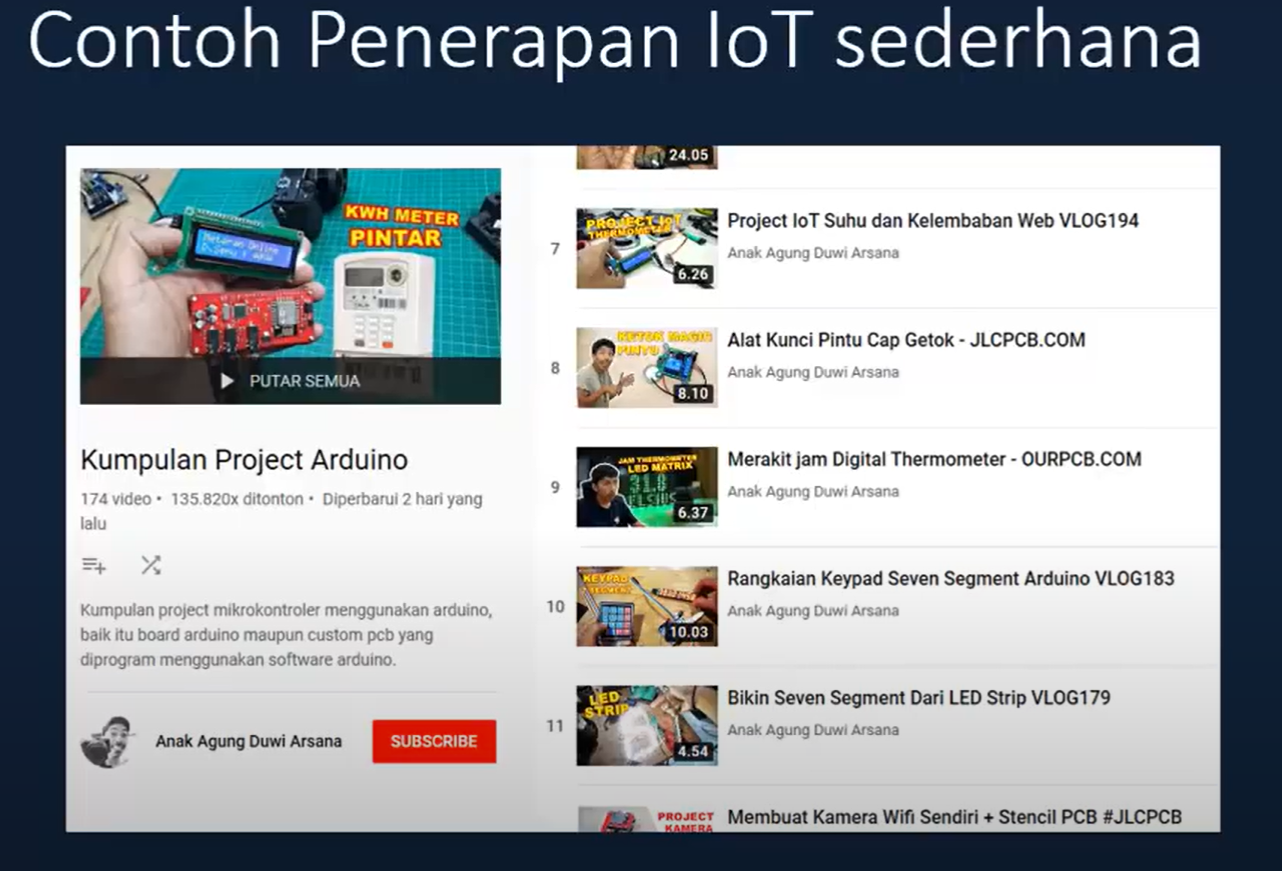 Contoh Penerapan IoT sederhana
KWH METER
PINTAR
PUTAR SEMUA
Kumpulan Project Arduino
174 video • 135.820x ditonton • Diperbarui 2 hari yang
lalu
Kumpulan project mikrokontroler menggunakan arduino,
baik itu board arduino maupun custom pcb yang
diprogram menggunakan software arduino.
Anak Agung Duwi Arsana
SUBSCRIBE
24.05
7
PROJECT IoT
THERMOMETER
6.26
Project IoT Suhu dan Kelembaban Web VLOG194
Anak Agung Duwi Arsana
8
KETOK MAGIC
PINTU
8.10
Alat Kunci Pintu Cap Getok - JLCPCB.COM
Anak Agung Duwi Arsana
9
JAM THERMOMETER
LED MATRIX
6.37
Merakit jam Digital Thermometer - OURPCB.COM
Anak Agung Duwi Arsana
10
KEYPAD
SEGMENT
10.03
Rangkaian Keypad Seven Segment Arduino VLOG183
Anak Agung Duwi Arsana
11
LED
STRIP
4.54
Bikin Seven Segment Dari LED Strip VLOG179
Anak Agung Duwi Arsana
PROJECT
KAMERA
Membuat Kamera Wifi Sendiri + Stencil PCB #JLCPCB